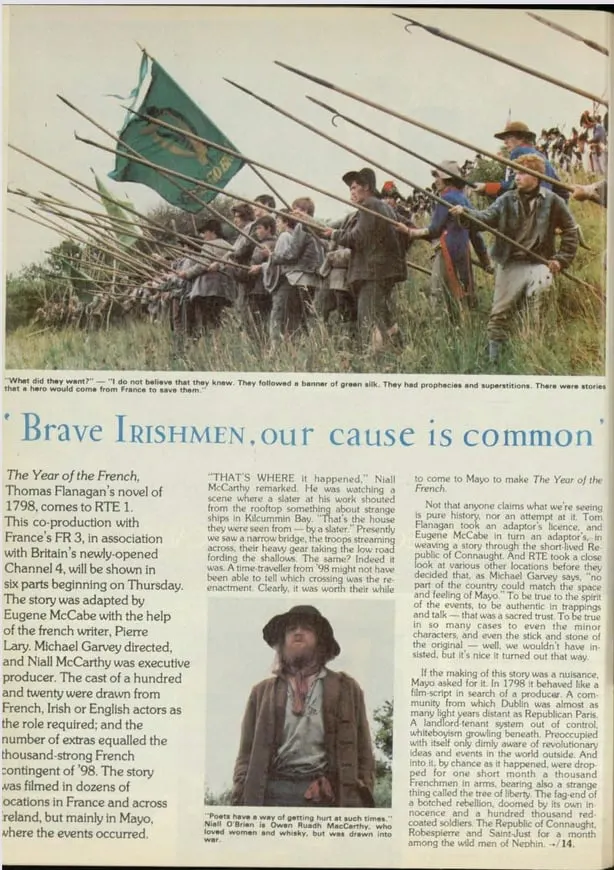 "What did they want?" — "I do not believe that they knew. They followed a banner of green silk. They had prophecies and superstitions. There were stories
that a hero would come from France to save them."
'Brave IRISHMEN, our cause is common'
The Year of the French,
Thomas Flanagan's novel of
1798, comes to RTE 1.
This co-production with
France's FR 3, in association
with Britain's newly-opened
Channel 4, will be shown in
six parts beginning on Thursday.
The story was adapted by
Eugene McCabe with the help
of the french writer, Pierre
Lary. Michael Garvey directed,
and Niall McCarthy was executive
producer. The cast of a hundred
and twenty were drawn from
French, Irish or English actors as
the role required; and the
number of extras equalled the
thousand-strong French
contingent of '98. The story
was filmed in dozens of
locations in France and across
Ireland, but mainly in Mayo,
where the events occurred.
"THAT'S WHERE it happened," Niall
McCarthy remarked. He was watching a
scene where a slater at his work shouted
from the rooftop something about strange
ships in Kilcummin Bay. "That's the house
they were seen from — by a slater." Presently
we saw a narrow bridge, the troops streaming
across, their heavy gear taking the low road
fording the shallows. The same? Indeed it
was. A time-traveller from '98 might not have
been able to tell which crossing was the re-
enactment. Clearly, it was worth their while
"Poets have a way of getting hurt at such times."
Niall O'Brien is Owen Ruadh MacCarthy, who
loved women and whisky, but was drawn into
war.
to come to Mayo to make The Year of the
French.
Not that anyone claims what we're seeing
is pure history, nor an attempt at it. Tom
Flanagan took an adaptor's licence, and
Eugene McCabe in turn an adaptor's, in
weaving a story through the short-lived Re-
public of Connaught. And RTE took a close
look at various other locations before they
decided that, as Michael Garvey says, "no
part of the country could match the space
and feeling of Mayo." To be true to the spirit
of the events, to be authentic in trappings
and talk — that was a sacred trust. To be true
in so many cases to even the minor
characters, and even the stick and stone of
the original — well, we wouldn't have in-
sisted, but it's nice it turned out that way.
If the making of this story was a nuisance,
Mayo asked for it. In 1798 it behaved like a
film-script in search of a producer. A com-
munity from which Dublin was almost as
many light years distant as Republican Paris.
A landlord-tenant system out of control,
whiteboyism growling beneath. Preoccupied
with itself only dimly aware of revolutionary
ideas and events in the world outside. And
into it, by chance as it happened, were drop-
ped for one short month a thousand
Frenchmen in arms, bearing also a strange
thing called the tree of liberty. The fag-end of
a botched rebellion, doomed by its own in-
nocence and a hundred thousand red-
coated soldiers. The Republic of Connaught,
Robespierre and Saint-Just for a month
among the wild men of Nephin. →/14.